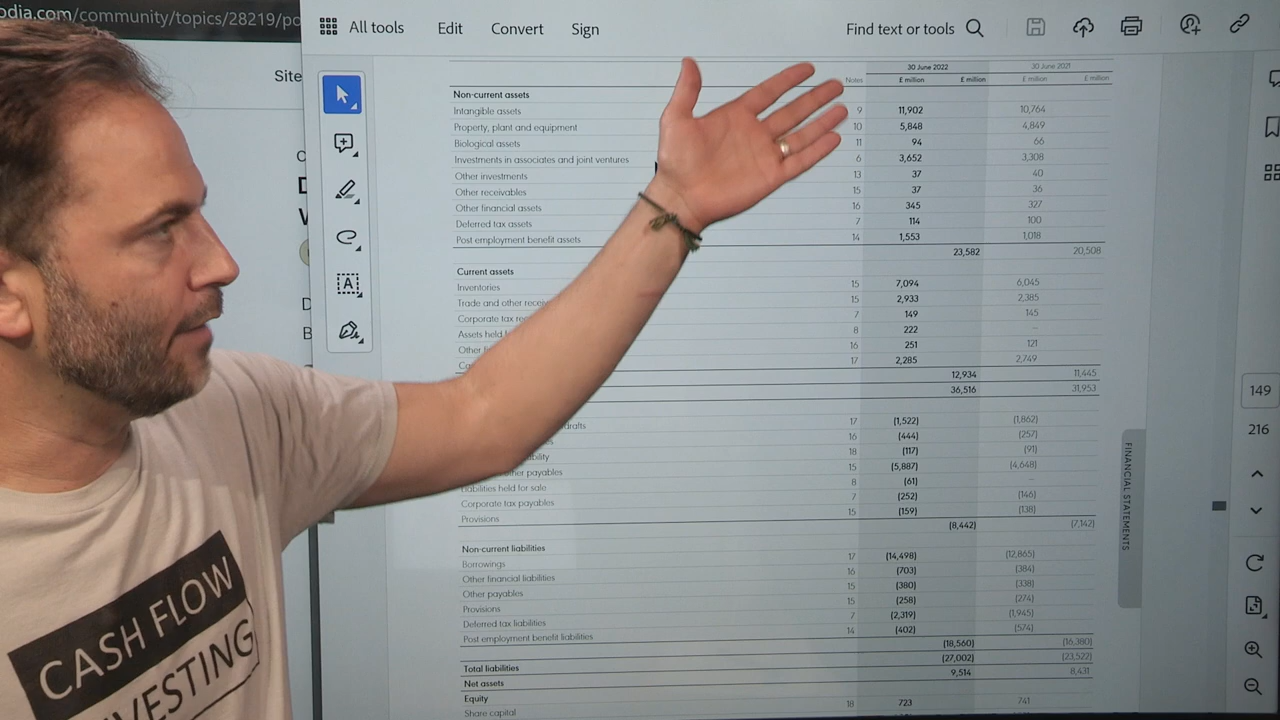 odia.com/community/topics/28219/po
All tools Edit Convert Sign Find text or tools
Site
30 June 2022 30 June 2021
Notes £ million £ million £ million £ million
Non-current assets
Intangible assets 9 11,902 10,764
Property, plant and equipment 10 5,848 4,849
Biological assets 11 94 66
Investments in associates and joint ventures 6 3,652 3,308
Other investments 13 37 40
Other receivables 15 37 36
Other financial assets 16 345 327
Deferred tax assets 7 114 100
Post employment benefit assets 14 1,553 1,018
23,582 20,508
Current assets
Inventories 15 7,094 6,045
Trade and other recei 15 2,933 2,385
Corporate tax rec 7 149 145
Assets held 8 222 –
Other fi 16 251 121
Ca 17 2,285 2,749
12,934 11,445
36,516 31,953
drafts 17 (1,522) (1,862)
es 16 (444) (257)
bility 18 (117) (91)
her payables 15 (5,887) (4,648)
Liabilities held for sale 8 (61) –
Corporate tax payables 7 (252) (146)
Provisions 15 (159) (138)
(8,442) (7,142)
Non-current liabilities
Borrowings 17 (14,498) (12,865)
Other financial liabilities 16 (703) (384)
Other payables 15 (380) (338)
Provisions 15 (258) (274)
Deferred tax liabilities 7 (2,319) (1,945)
Post employment benefit liabilities 14 (402) (574)
(18,560) (16,380)
Total liabilities (27,002) (23,522)
Net assets 9,514 8,431
Equity
Share capital 18 723 741
FINANCIAL STATEMENTS
149
216
CASH FLOW
VESTING